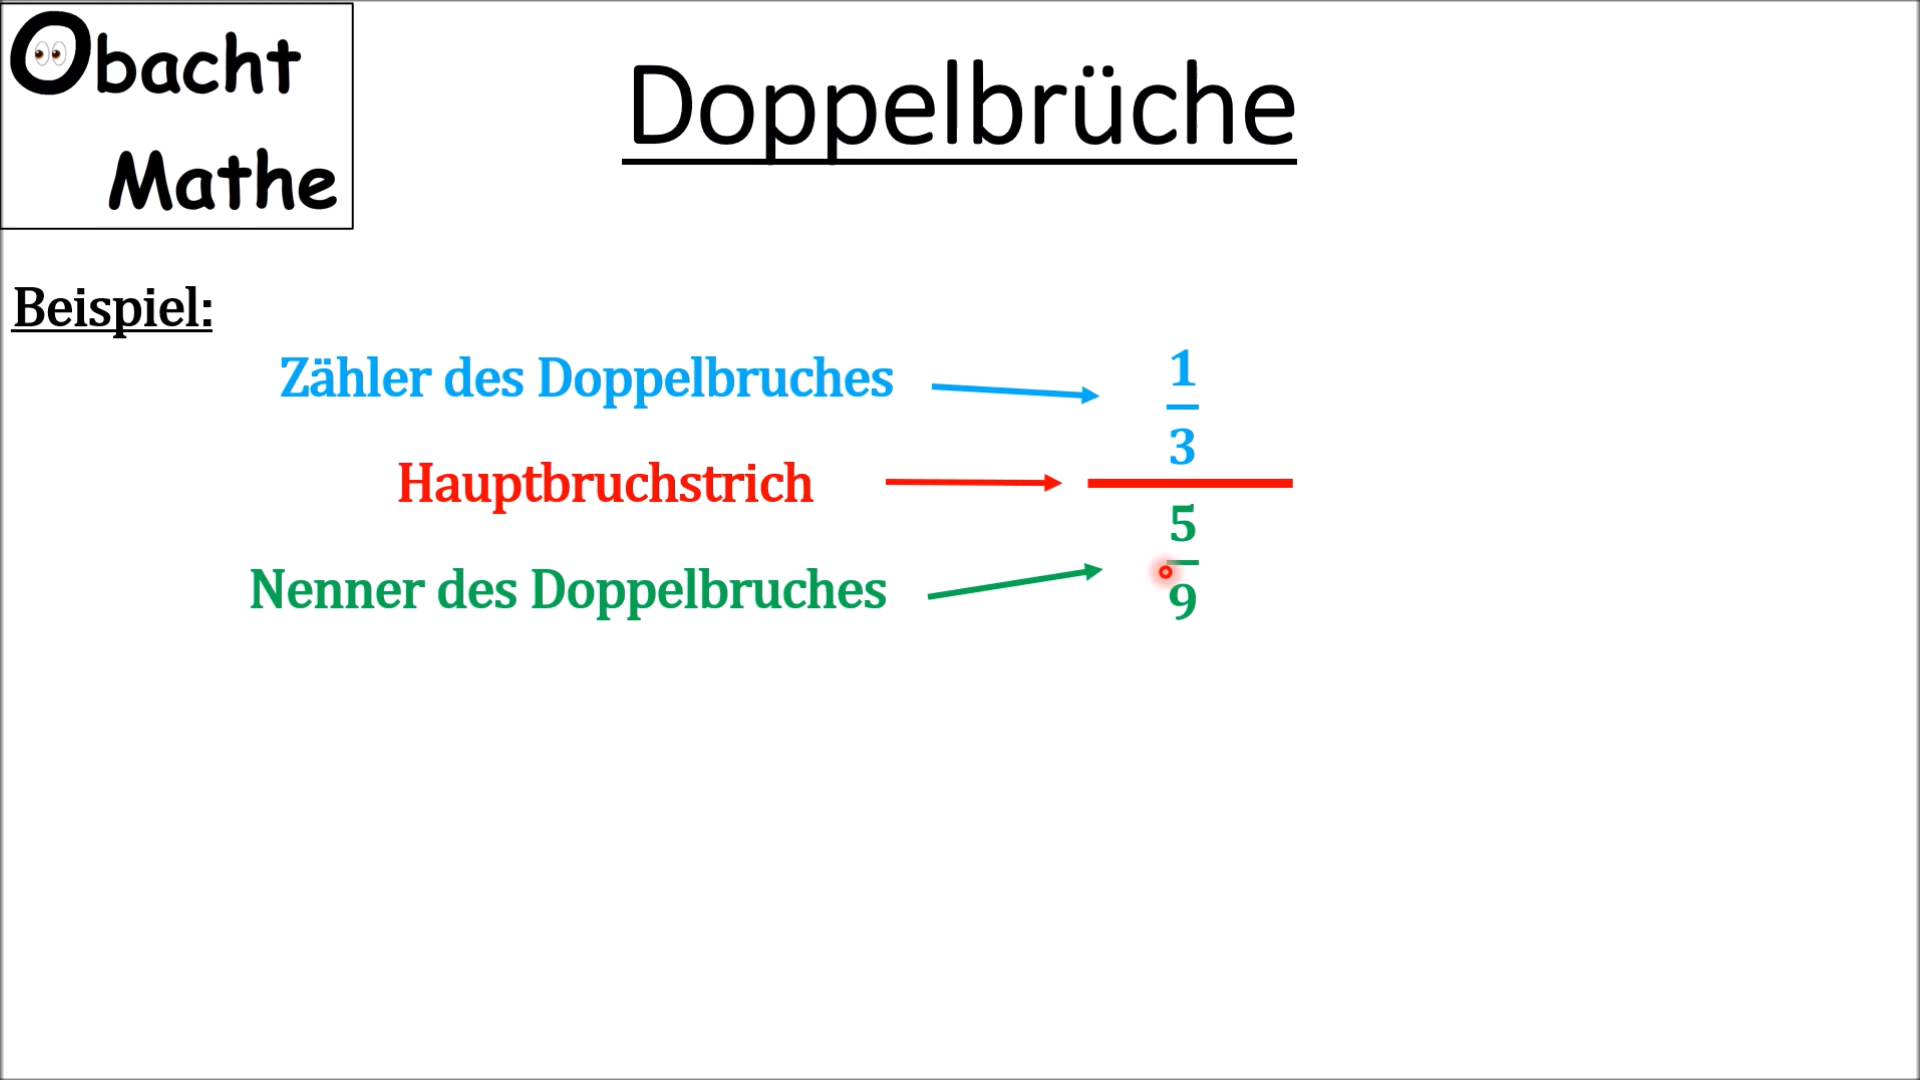 Obacht
Mathe
Doppelbrüche
Beispiel:
Zähler des Doppelbruches
1
3
Hauptbruchstrich
5
Nenner des Doppelbruches
9